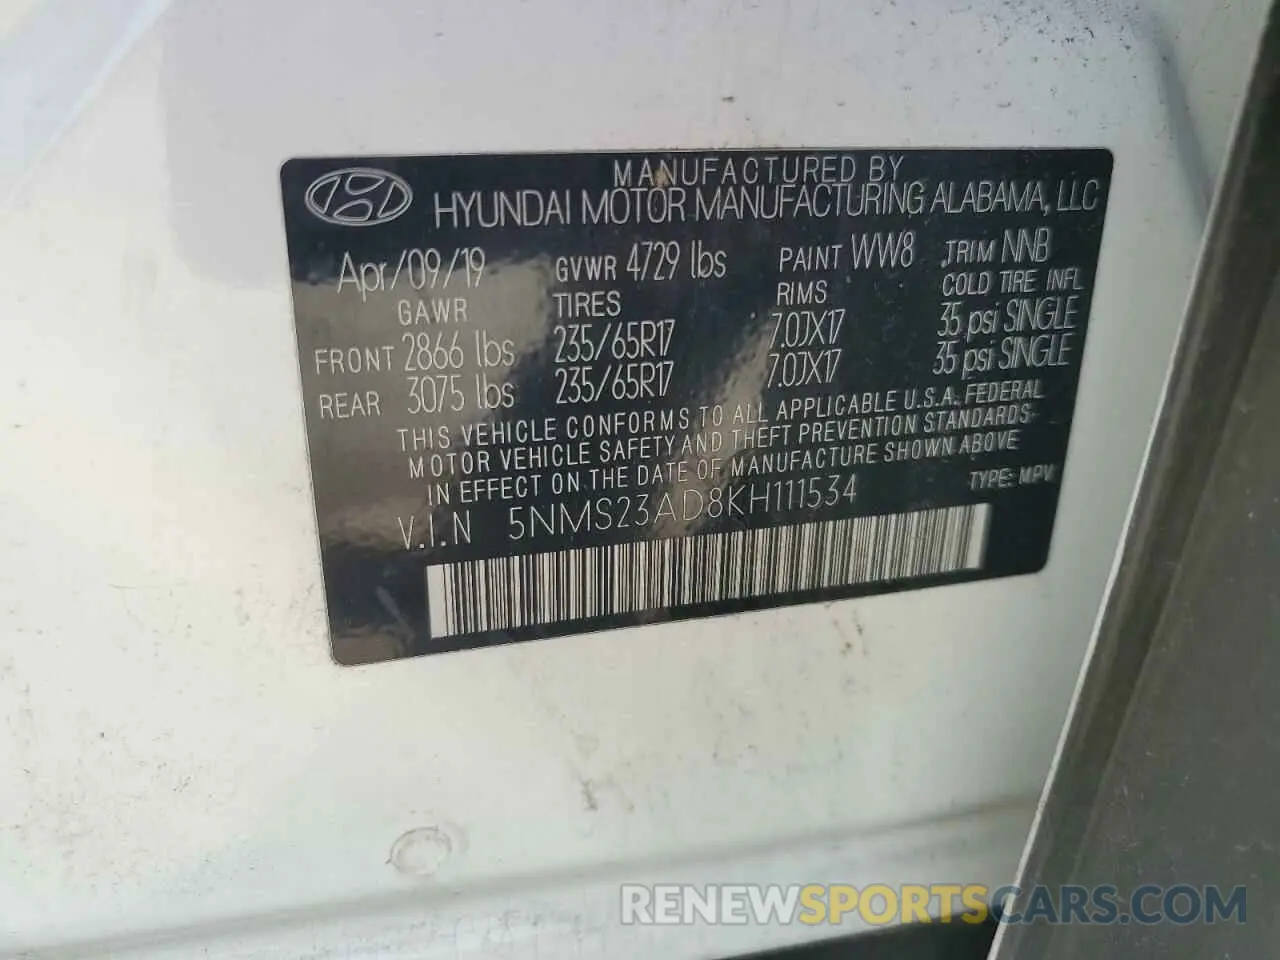 MANUFACTURED BY
HYUNDAI MOTOR MANUFACTURING ALABAMA, LLC
Apr/09/19 GVWR 4729 lbs PAINT WW8 TRIM NNB
GAWR TIRES RIMS COLD TIRE INFL
FRONT 2866 lbs 235/65R17 7.0JX17 35 psi SINGLE
REAR 3075 lbs 235/65R17 7.0JX17 35 psi SINGLE
THIS VEHICLE CONFORMS TO ALL APPLICABLE U.S.A. FEDERAL
MOTOR VEHICLE SAFETY AND THEFT PREVENTION STANDARDS
IN EFFECT ON THE DATE OF MANUFACTURE SHOWN ABOVE
V.I.N 5NMS23AD8KH111534 TYPE: MPV
RENEWSPORTSCARS.COM